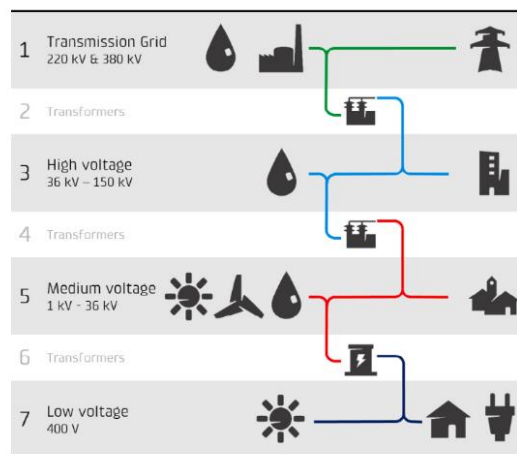 1 Transmission Grid
220 kV & 380 kV
2 Transformers
3 High voltage
36 kV – 150 kV
4 Transformers
5 Medium voltage
1 kV - 36 kV
6 Transformers
7 Low voltage
400 V